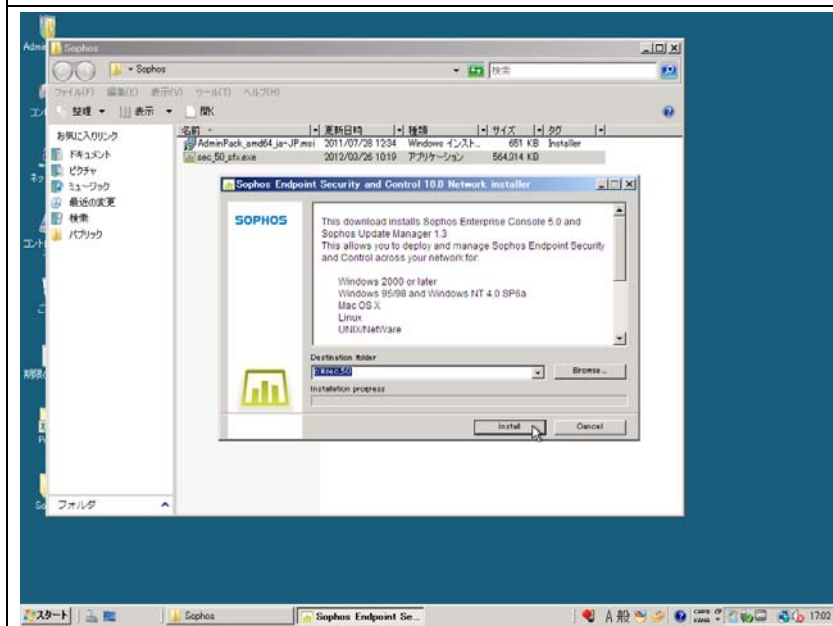 Sophos
Sophos
検索
ファイル(F) 編集(E) 表示(V) ツール(T) ヘルプ(H)
整理 表示 開く
お気に入りリンク
ドキュメント
ピクチャ
ミュージック
最近の変更
検索
パブリック
フォルダ
名前 更新日時 種類 サイズ タグ
AdminPack_amd64_ja-JP.msi 2011/07/28 12:34 Windows インスト... 651 KB Installer
sec_50_sfx.exe 2012/03/26 10:19 アプリケーション 564,014 KB
Sophos Endpoint Security and Control 10.0 Network installer
SOPHOS
This download installs Sophos Enterprise Console 5.0 and
Sophos Update Manager 1.3
This allows you to deploy and manage Sophos Endpoint Security
and Control across your network for:
Windows 2000 or later
Windows 95/98 and Windows NT 4.0 SP6a
Mac OS X
Linux
UNIX/NetWare
Destination folder
c:¥sec_50
Browse...
Installation progress
Install Cancel
スタート
Sophos
Sophos Endpoint Se...
A 般
CAPS
KANA
17:02